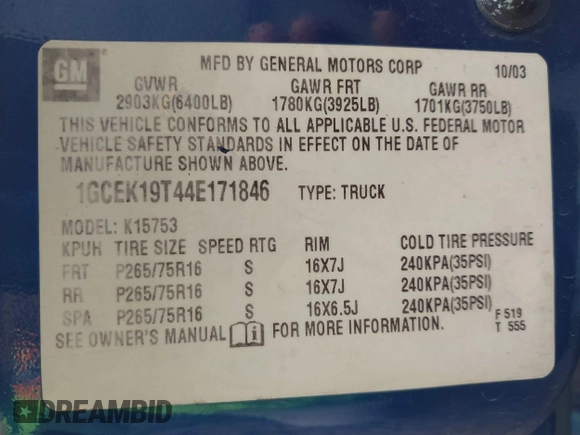 GM
MFD BY GENERAL MOTORS CORP 10/03
GVWR GAWR FRT GAWR RR
2903KG(6400LB) 1780KG(3925LB) 1701KG(3750LB)
THIS VEHICLE CONFORMS TO ALL APPLICABLE U.S. FEDERAL MOTOR
VEHICLE SAFETY STANDARDS IN EFFECT ON THE DATE OF
MANUFACTURE SHOWN ABOVE.
1GCEK19T44E171846 TYPE: TRUCK
MODEL: K15753
KPUH TIRE SIZE SPEED RTG RIM COLD TIRE PRESSURE
FRT P265/75R16 S 16X7J 240KPA(35PSI)
RR P265/75R16 S 16X7J 240KPA(35PSI)
SPA P265/75R16 S 16X6.5J 240KPA(35PSI) F 519
SEE OWNER'S MANUAL i FOR MORE INFORMATION. T 555
DREAMBID